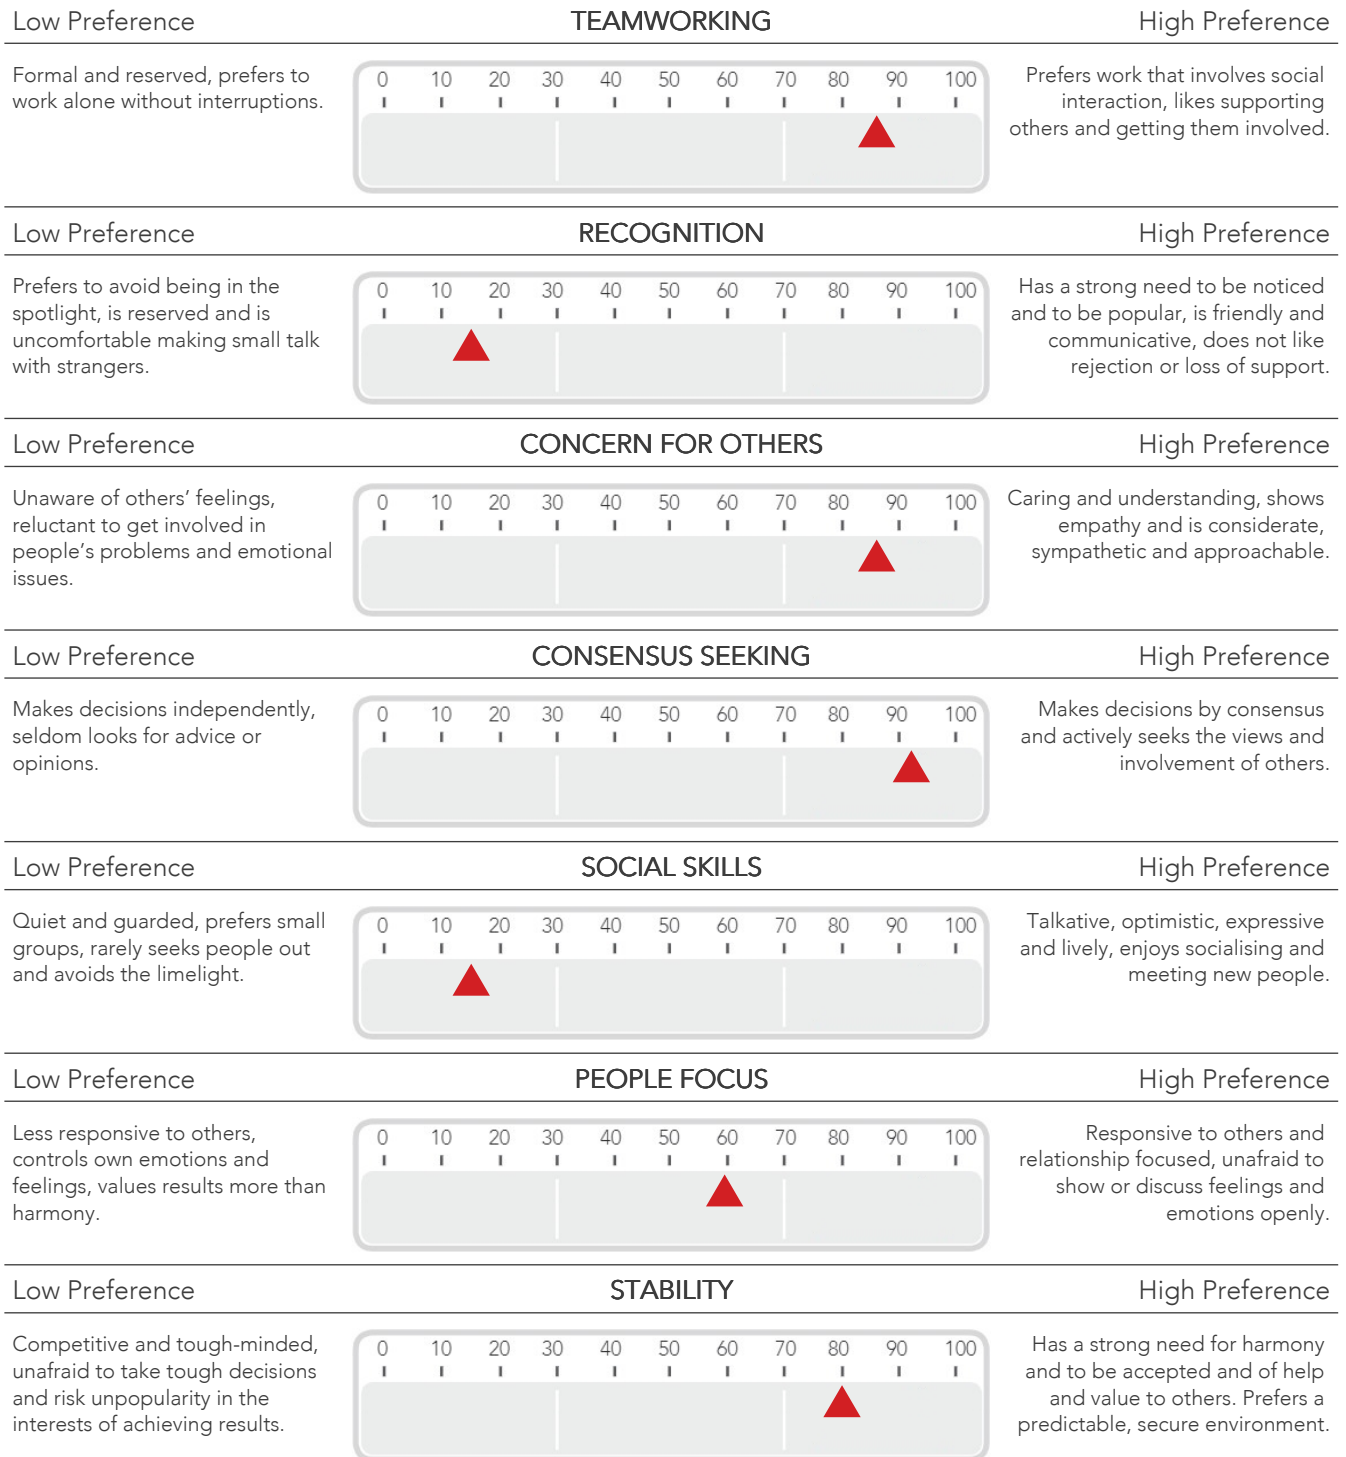 Low Preference TEAMWORKING High Preference
Formal and reserved, prefers to
work alone without interruptions.
0 10 20 30 40 50 60 70 80 90 100
Prefers work that involves social
interaction, likes supporting
others and getting them involved.
Low Preference RECOGNITION High Preference
Prefers to avoid being in the
spotlight, is reserved and is
uncomfortable making small talk
with strangers.
0 10 20 30 40 50 60 70 80 90 100
Has a strong need to be noticed
and to be popular, is friendly and
communicative, does not like
rejection or loss of support.
Low Preference CONCERN FOR OTHERS High Preference
Unaware of others’ feelings,
reluctant to get involved in
people’s problems and emotional
issues.
0 10 20 30 40 50 60 70 80 90 100
Caring and understanding, shows
empathy and is considerate,
sympathetic and approachable.
Low Preference CONSENSUS SEEKING High Preference
Makes decisions independently,
seldom looks for advice or
opinions.
0 10 20 30 40 50 60 70 80 90 100
Makes decisions by consensus
and actively seeks the views and
involvement of others.
Low Preference SOCIAL SKILLS High Preference
Quiet and guarded, prefers small
groups, rarely seeks people out
and avoids the limelight.
0 10 20 30 40 50 60 70 80 90 100
Talkative, optimistic, expressive
and lively, enjoys socialising and
meeting new people.
Low Preference PEOPLE FOCUS High Preference
Less responsive to others,
controls own emotions and
feelings, values results more than
harmony.
0 10 20 30 40 50 60 70 80 90 100
Responsive to others and
relationship focused, unafraid to
show or discuss feelings and
emotions openly.
Low Preference STABILITY High Preference
Competitive and tough-minded,
unafraid to take tough decisions
and risk unpopularity in the
interests of achieving results.
0 10 20 30 40 50 60 70 80 90 100
Has a strong need for harmony
and to be accepted and of help
and value to others. Prefers a
predictable, secure environment.